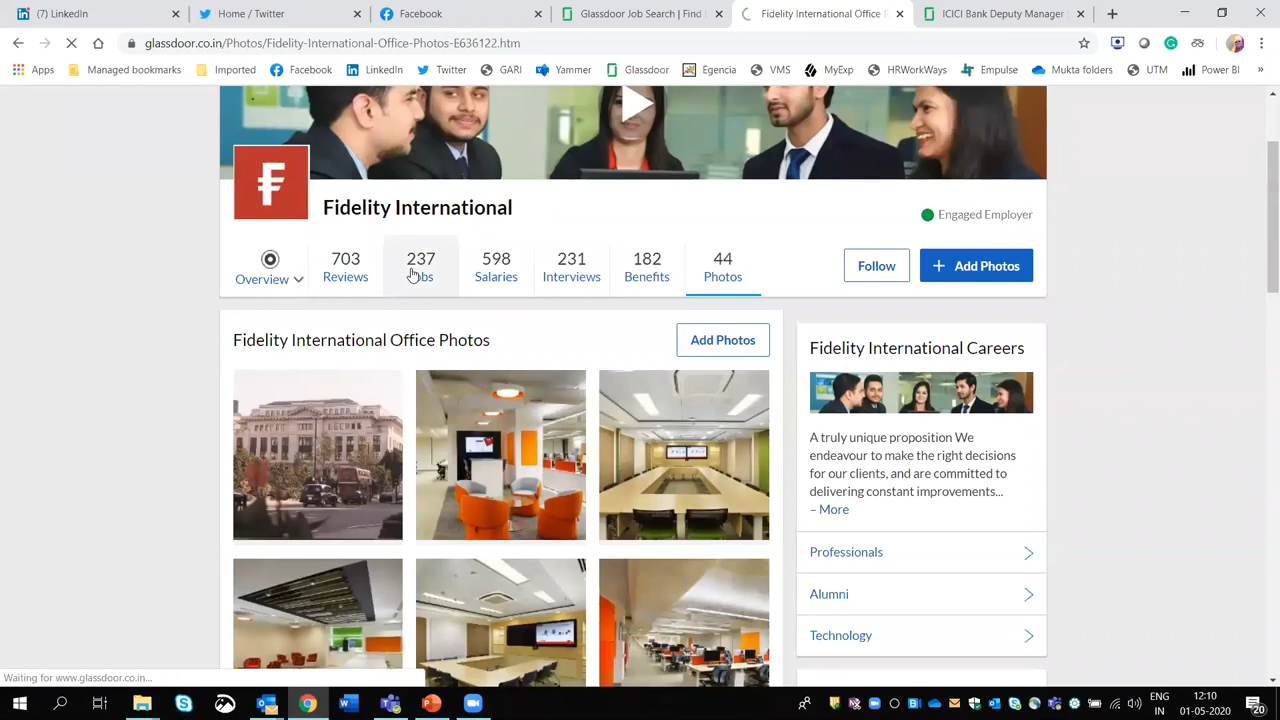 (7) LinkedIn
Home / Twitter
Facebook
Glassdoor Job Search | Find
Fidelity International Office P
ICICI Bank Deputy Manager
glassdoor.co.in/Photos/Fidelity-International-Office-Photos-E636122.htm
Apps Managed bookmarks Imported Facebook LinkedIn Twitter GARI Yammer Glassdoor Egencia VMS MyExp HRWorkWays Empulse Mukta folders UTM Power BI »
Fidelity International
Engaged Employer
Overview
703 Reviews
237
598 Salaries
231 Interviews
182 Benefits
44 Photos
Follow
+ Add Photos
Fidelity International Office Photos
Add Photos
Fidelity International Careers
A truly unique proposition We
endeavour to make the right decisions
for our clients, and are committed to
delivering constant improvements...
– More
Professionals
Alumni
Technology
Waiting for www.glassdoor.co.in...
ENG
IN
12:10
01-05-2020
20